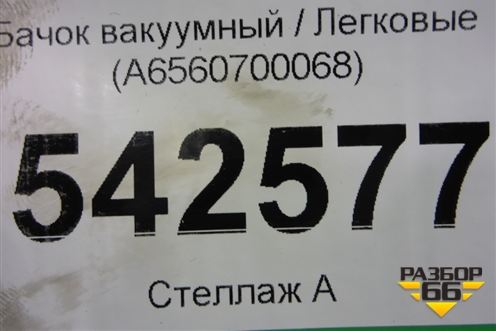 Бачок вакуумный / Легковые
(A6560700068)
542577
Стеллаж А
РАЗБОР
66